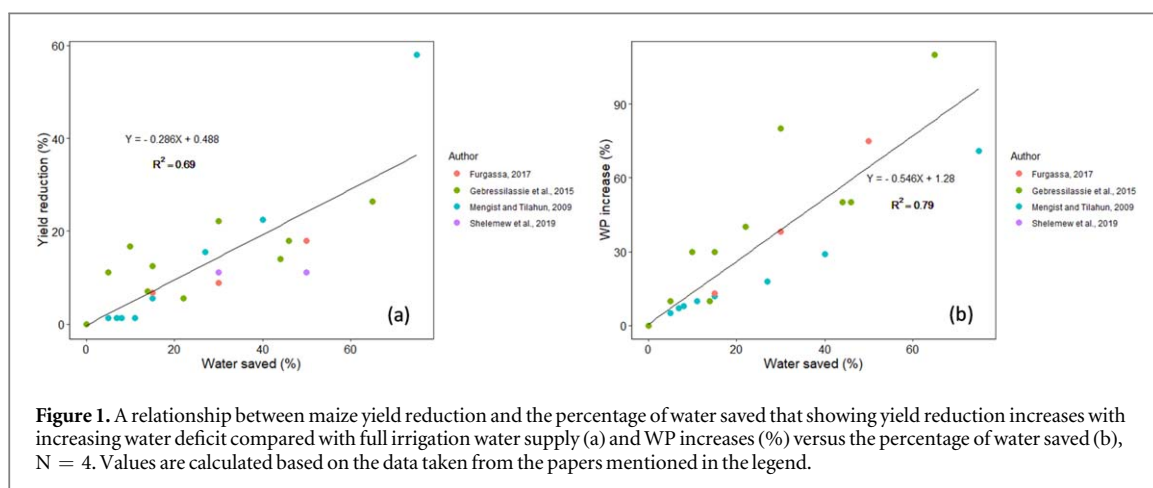 60
40
20
0
Yield reduction (%)
Y = - 0.286X + 0.488
R² = 0.69
(a)
0 20 40 60
Water saved (%)
Author
Furgassa, 2017
Gebressilassie et al., 2015
Mengist and Tilahun, 2009
Shelemew et al., 2019
90
60
30
0
WP increase (%)
Y = - 0.546X + 1.28
R² = 0.79
(b)
0 20 40 60
Water saved (%)
Author
Furgassa, 2017
Gebressilassie et al., 2015
Mengist and Tilahun, 2009
Shelemew et al., 2019
Figure 1. A relationship between maize yield reduction and the percentage of water saved that showing yield reduction increases with
increasing water deficit compared with full irrigation water supply (a) and WP increases (%) versus the percentage of water saved (b),
N = 4. Values are calculated based on the data taken from the papers mentioned in the legend.